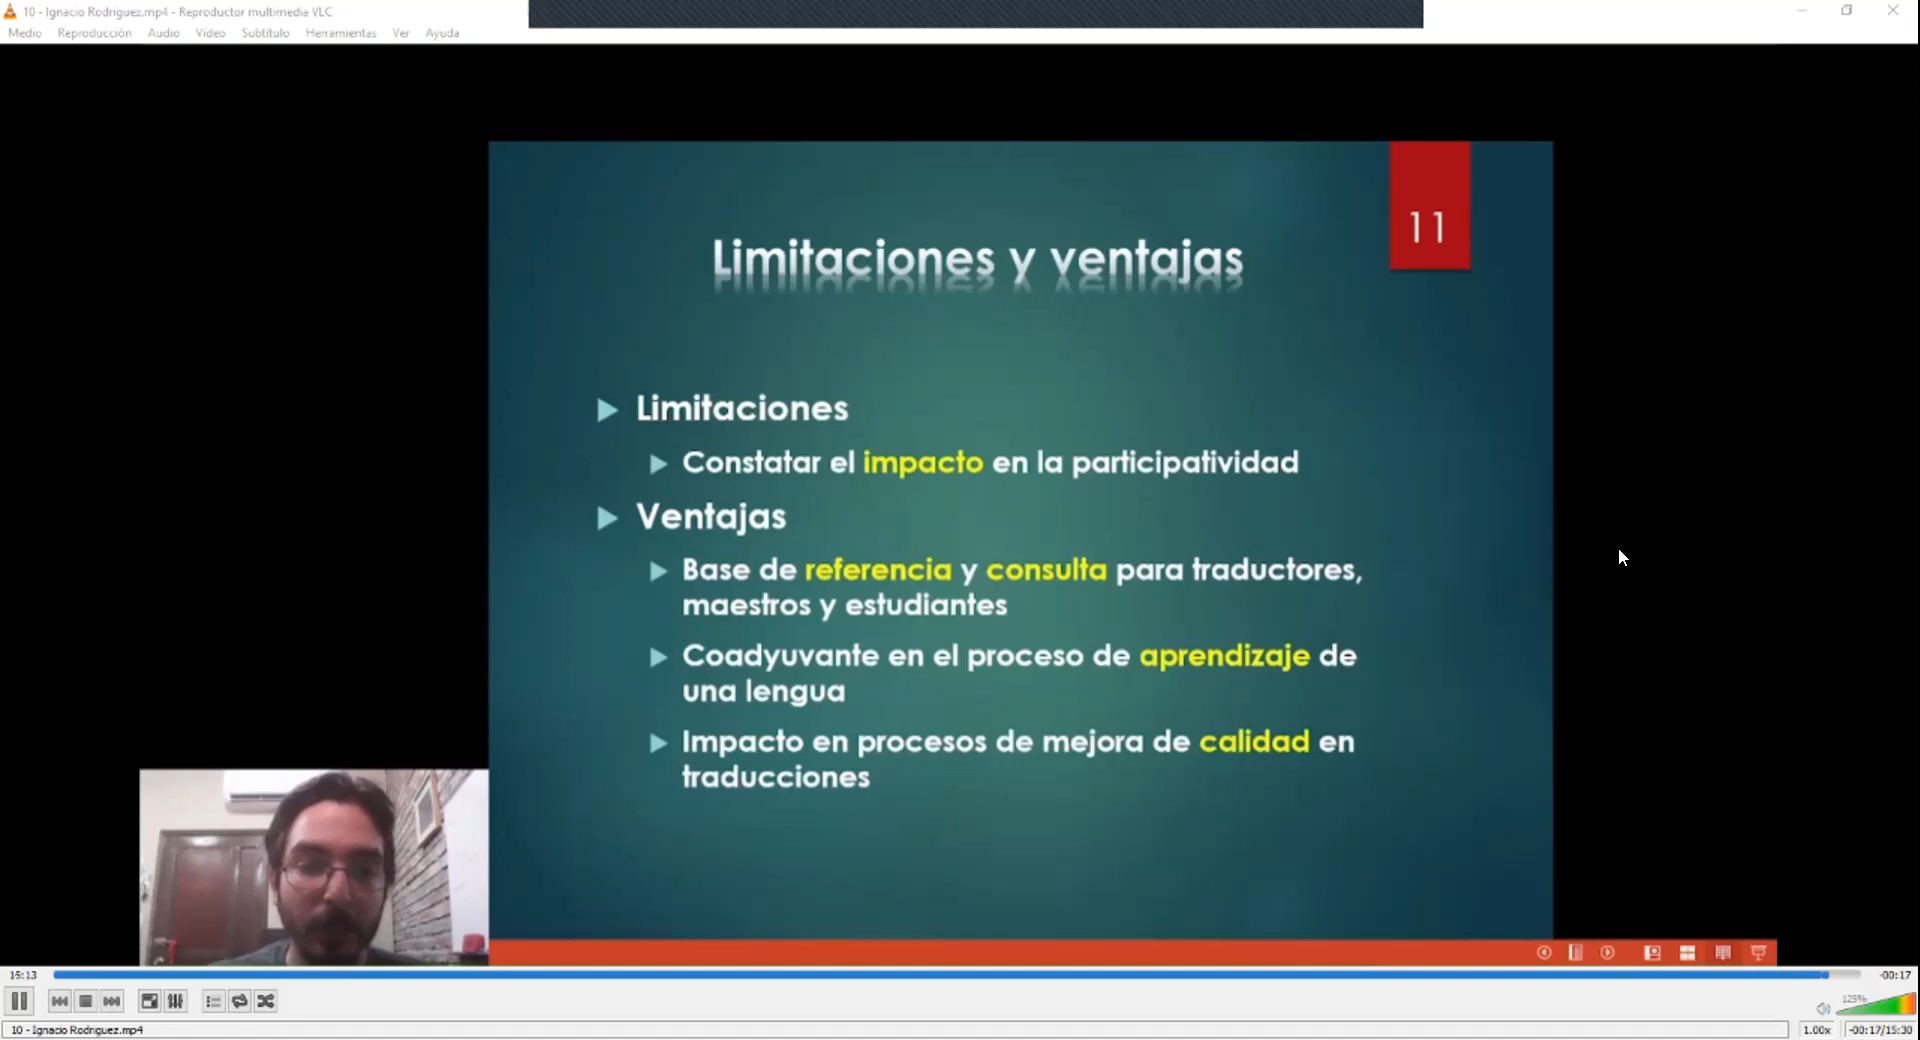 10 - Ignacio Rodriguez.mp4 - Reproductor multimedia VLC
Medio Reproducción Audio Vídeo Subtítulo Herramientas Ver Ayuda
11
Limitaciones y ventajas
Limitaciones
Constatar el impacto en la participatividad
Ventajas
Base de referencia y consulta para traductores,
maestros y estudiantes
Coadyuvante en el proceso de aprendizaje de
una lengua
Impacto en procesos de mejora de calidad en
traducciones
15:13
-00:17
125%
10 - Ignacio Rodriguez.mp4
1.00x
-00:17/15:30